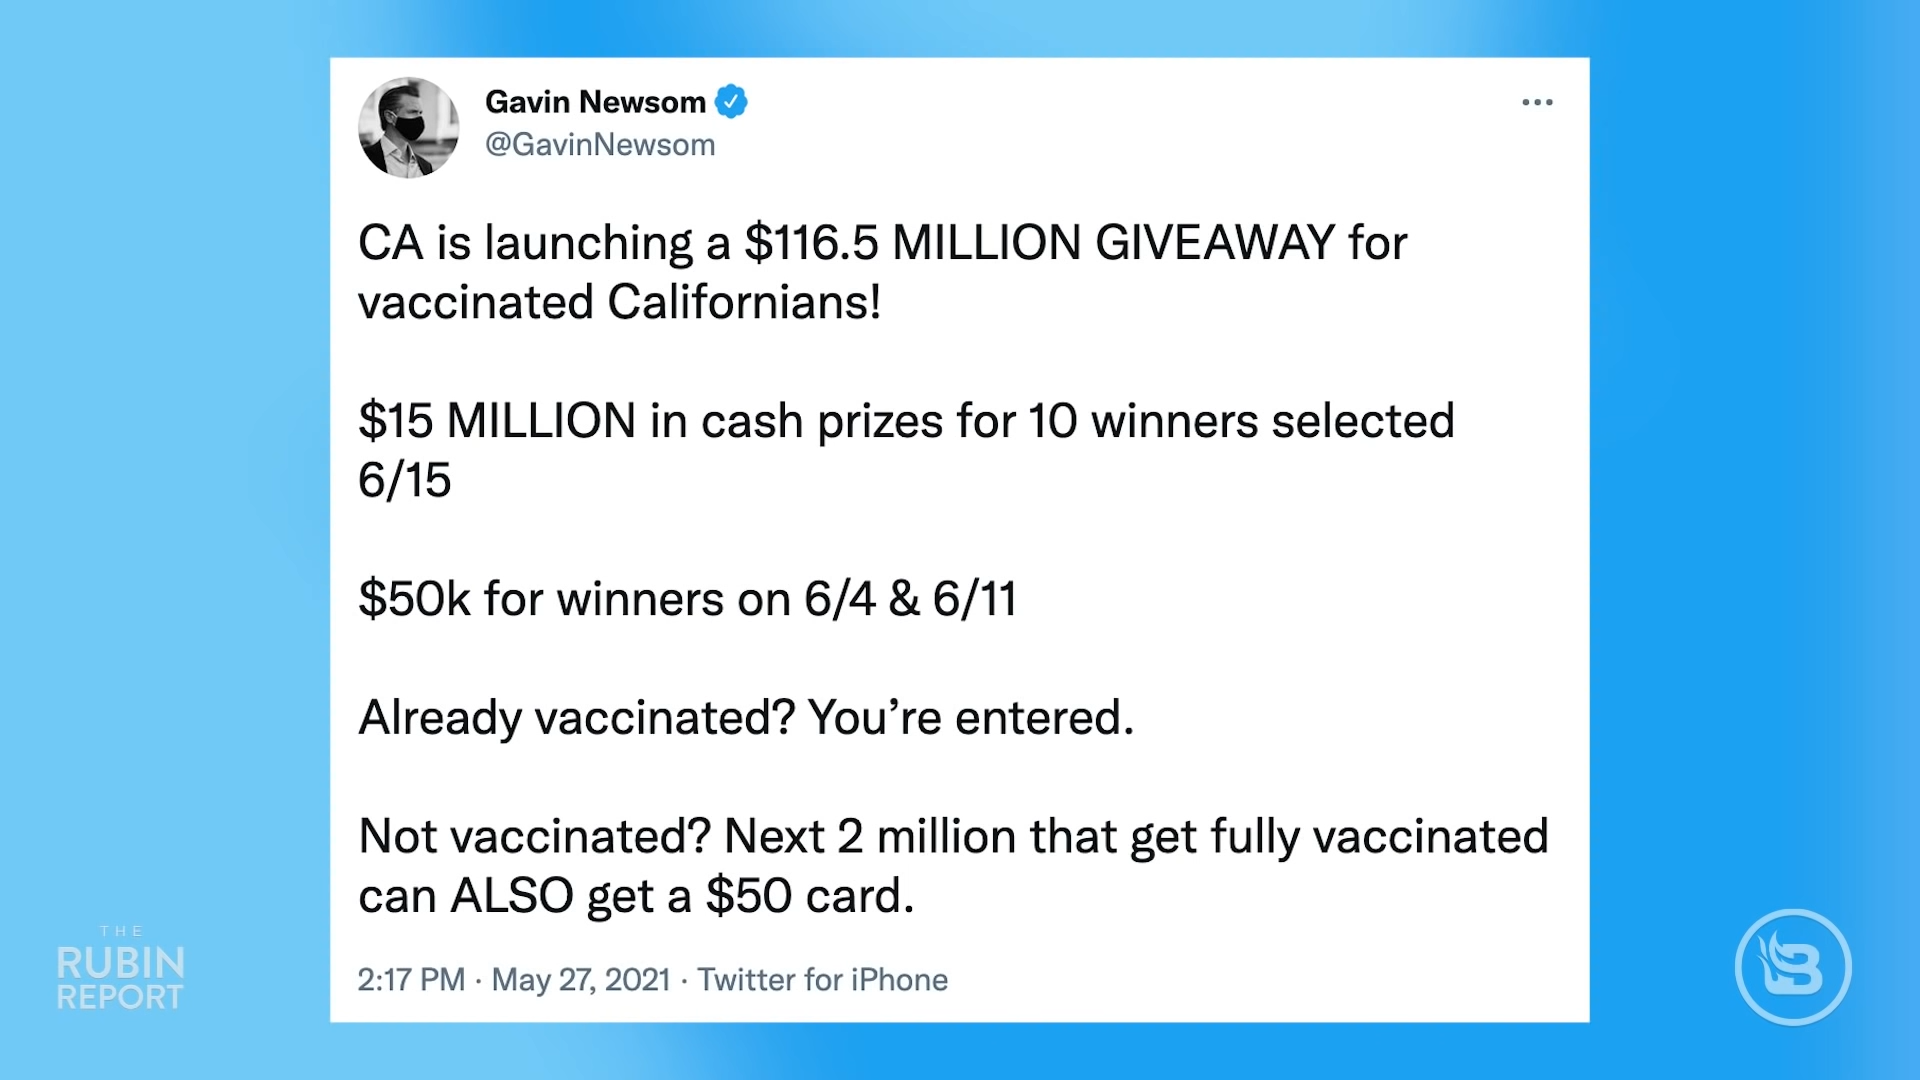 Gavin Newsom
@GavinNewsom
CA is launching a $116.5 MILLION GIVEAWAY for
vaccinated Californians!
$15 MILLION in cash prizes for 10 winners selected
6/15
$50k for winners on 6/4 & 6/11
Already vaccinated? You’re entered.
Not vaccinated? Next 2 million that get fully vaccinated
can ALSO get a $50 card.
2:17 PM · May 27, 2021 · Twitter for iPhone
THE
RUBIN
REPORT
B